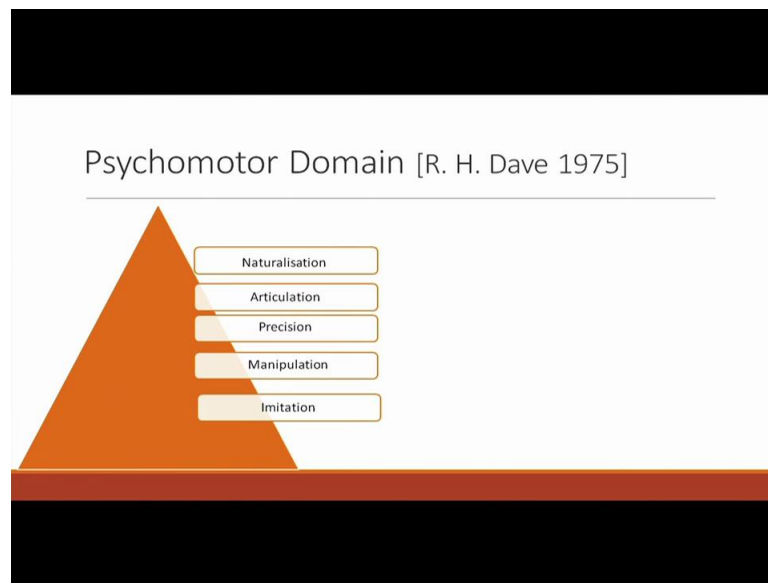 Psychomotor Domain [R. H. Dave 1975]
Naturalisation
Articulation
Precision
Manipulation
Imitation